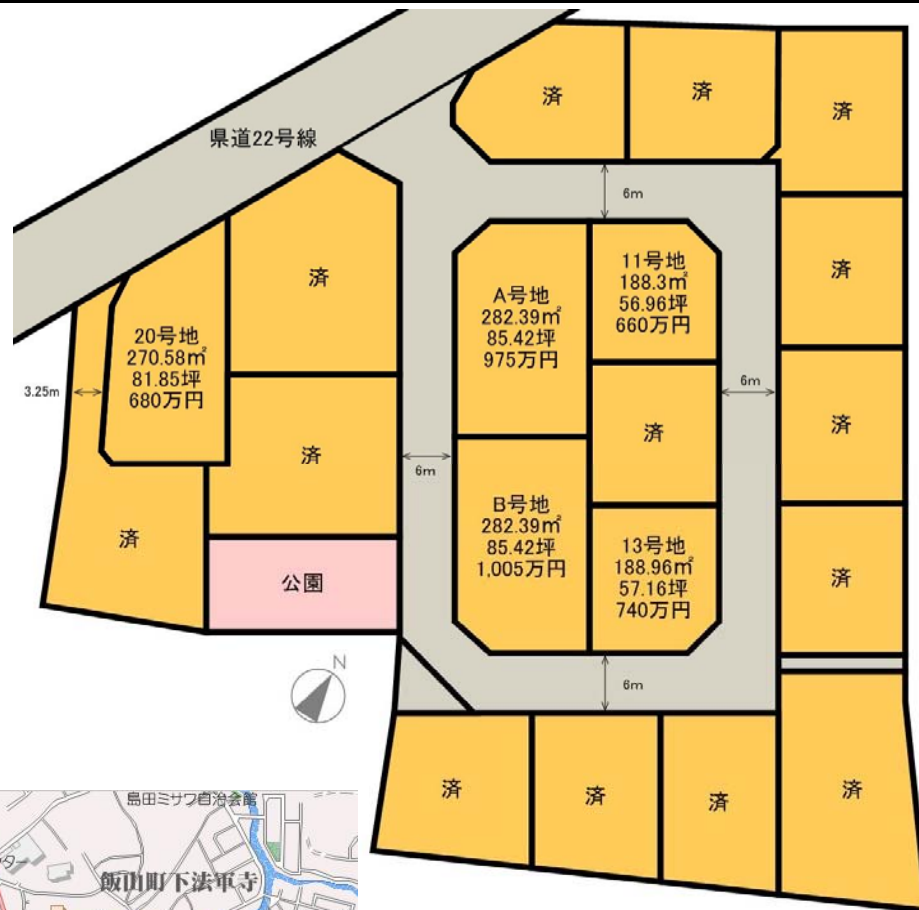 県道22号線
済
済
済
6m
済
20号地
270.58㎡
81.85坪
680万円
3.25m
A号地
282.39㎡
85.42坪
975万円
11号地
188.3㎡
56.96坪
660万円
済
6m
済
済
済
6m
B号地
282.39㎡
85.42坪
1,005万円
13号地
188.96㎡
57.16坪
740万円
済
済
公園
N
6m
済
済
済
済
島田ミサワ自治会館
ター
飯山町下法軍寺